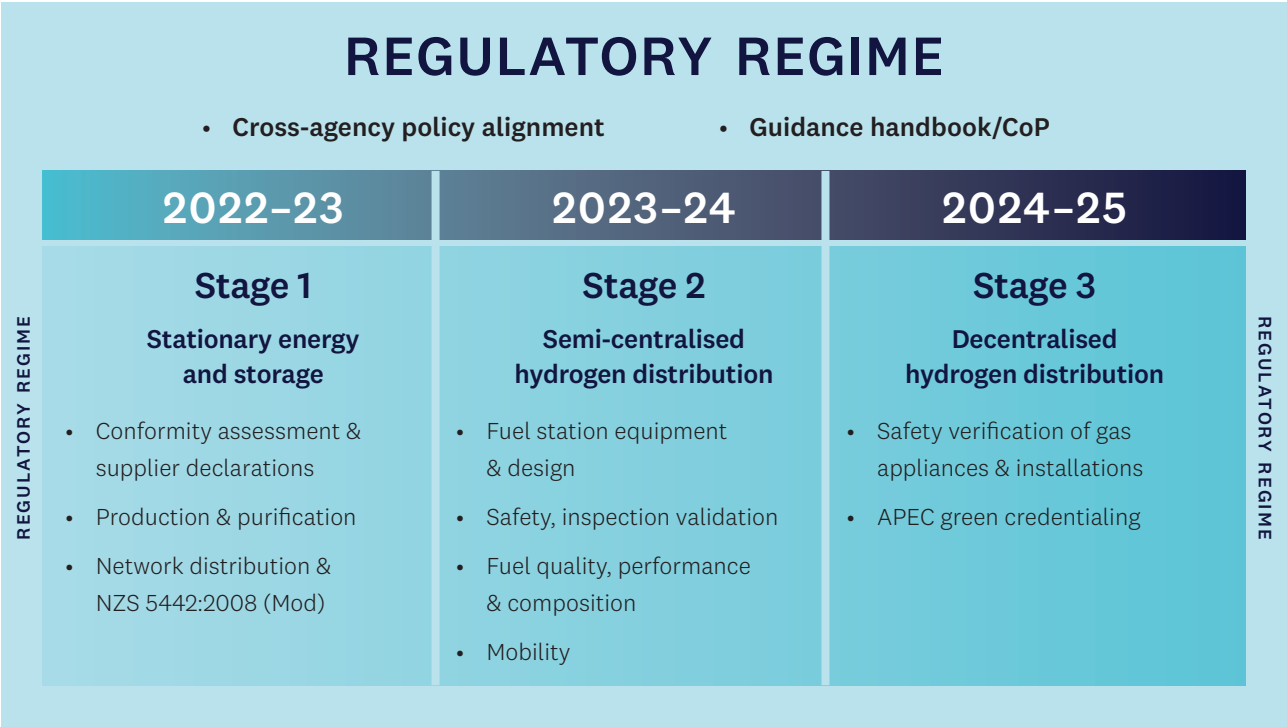 REGULATORY REGIME
• Cross-agency policy alignment
• Guidance handbook/CoP
2022–23
2023–24
2024–25
REGULATORY REGIME
Stage 1
Stationary energy
and storage
• Conformity assessment &
supplier declarations
• Production & purification
• Network distribution &
NZS 5442:2008 (Mod)
Stage 2
Semi-centralised
hydrogen distribution
• Fuel station equipment
& design
• Safety, inspection validation
• Fuel quality, performance
& composition
• Mobility
Stage 3
Decentralised
hydrogen distribution
• Safety verification of gas
appliances & installations
• APEC green credentialing
REGULATORY REGIME